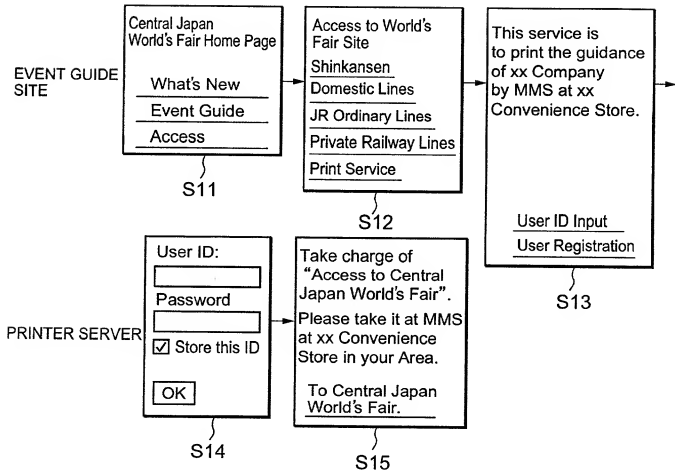 EVENT GUIDE
SITE
Central Japan
World's Fair Home Page
What's New
Event Guide
Access
S11
Access to World's
Fair Site
Shinkansen
Domestic Lines
JR Ordinary Lines
Private Railway Lines
Print Service
S12
This service is
to print the guidance
of xx Company
by MMS at xx
Convenience Store.
User ID Input
User Registration
S13
PRINTER SERVER
User ID:
Password
Store this ID
OK
S14
Take charge of
“Access to Central
Japan World's Fair”.
Please take it at MMS
at xx Convenience
Store in your Area.
To Central Japan
World's Fair.
S15